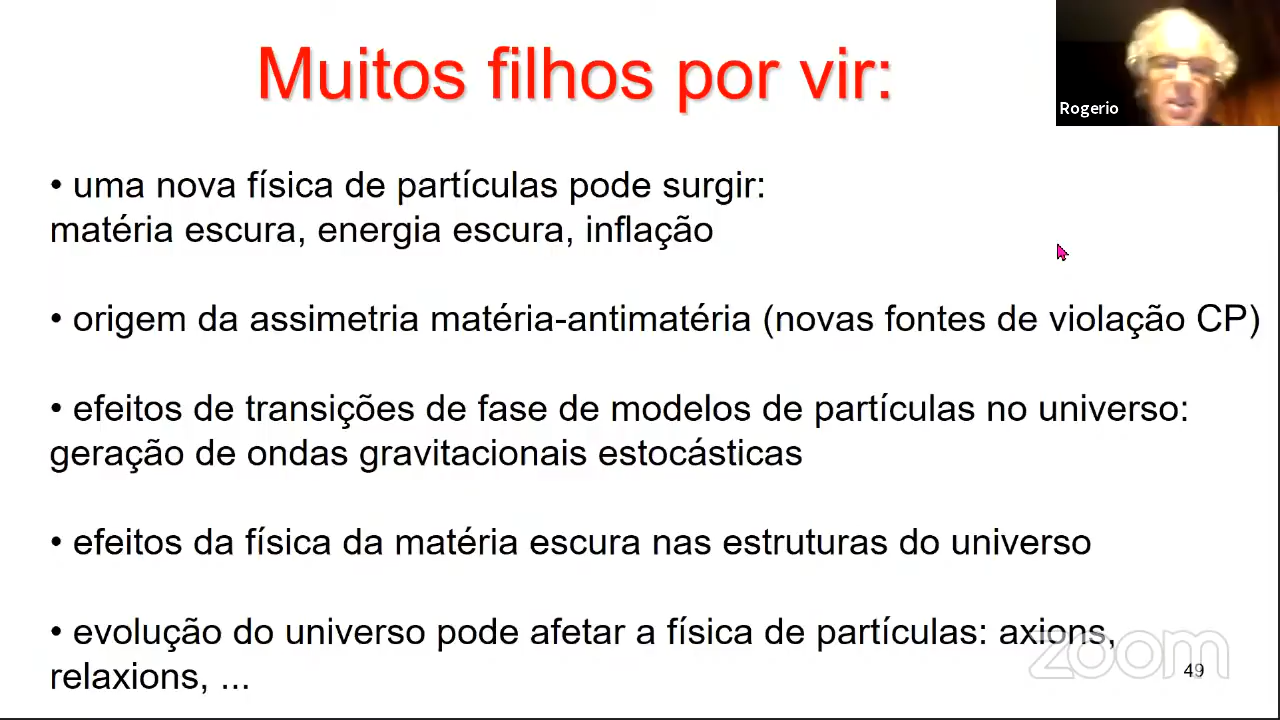 Muitos filhos por vir:
Rogerio
• uma nova física de partículas pode surgir:
matéria escura, energia escura, inflação
• origem da assimetria matéria-antimatéria (novas fontes de violação CP)
• efeitos de transições de fase de modelos de partículas no universo:
geração de ondas gravitacionais estocásticas
• efeitos da física da matéria escura nas estruturas do universo
• evolução do universo pode afetar a física de partículas: axions,
relaxions, ...
zoom
49